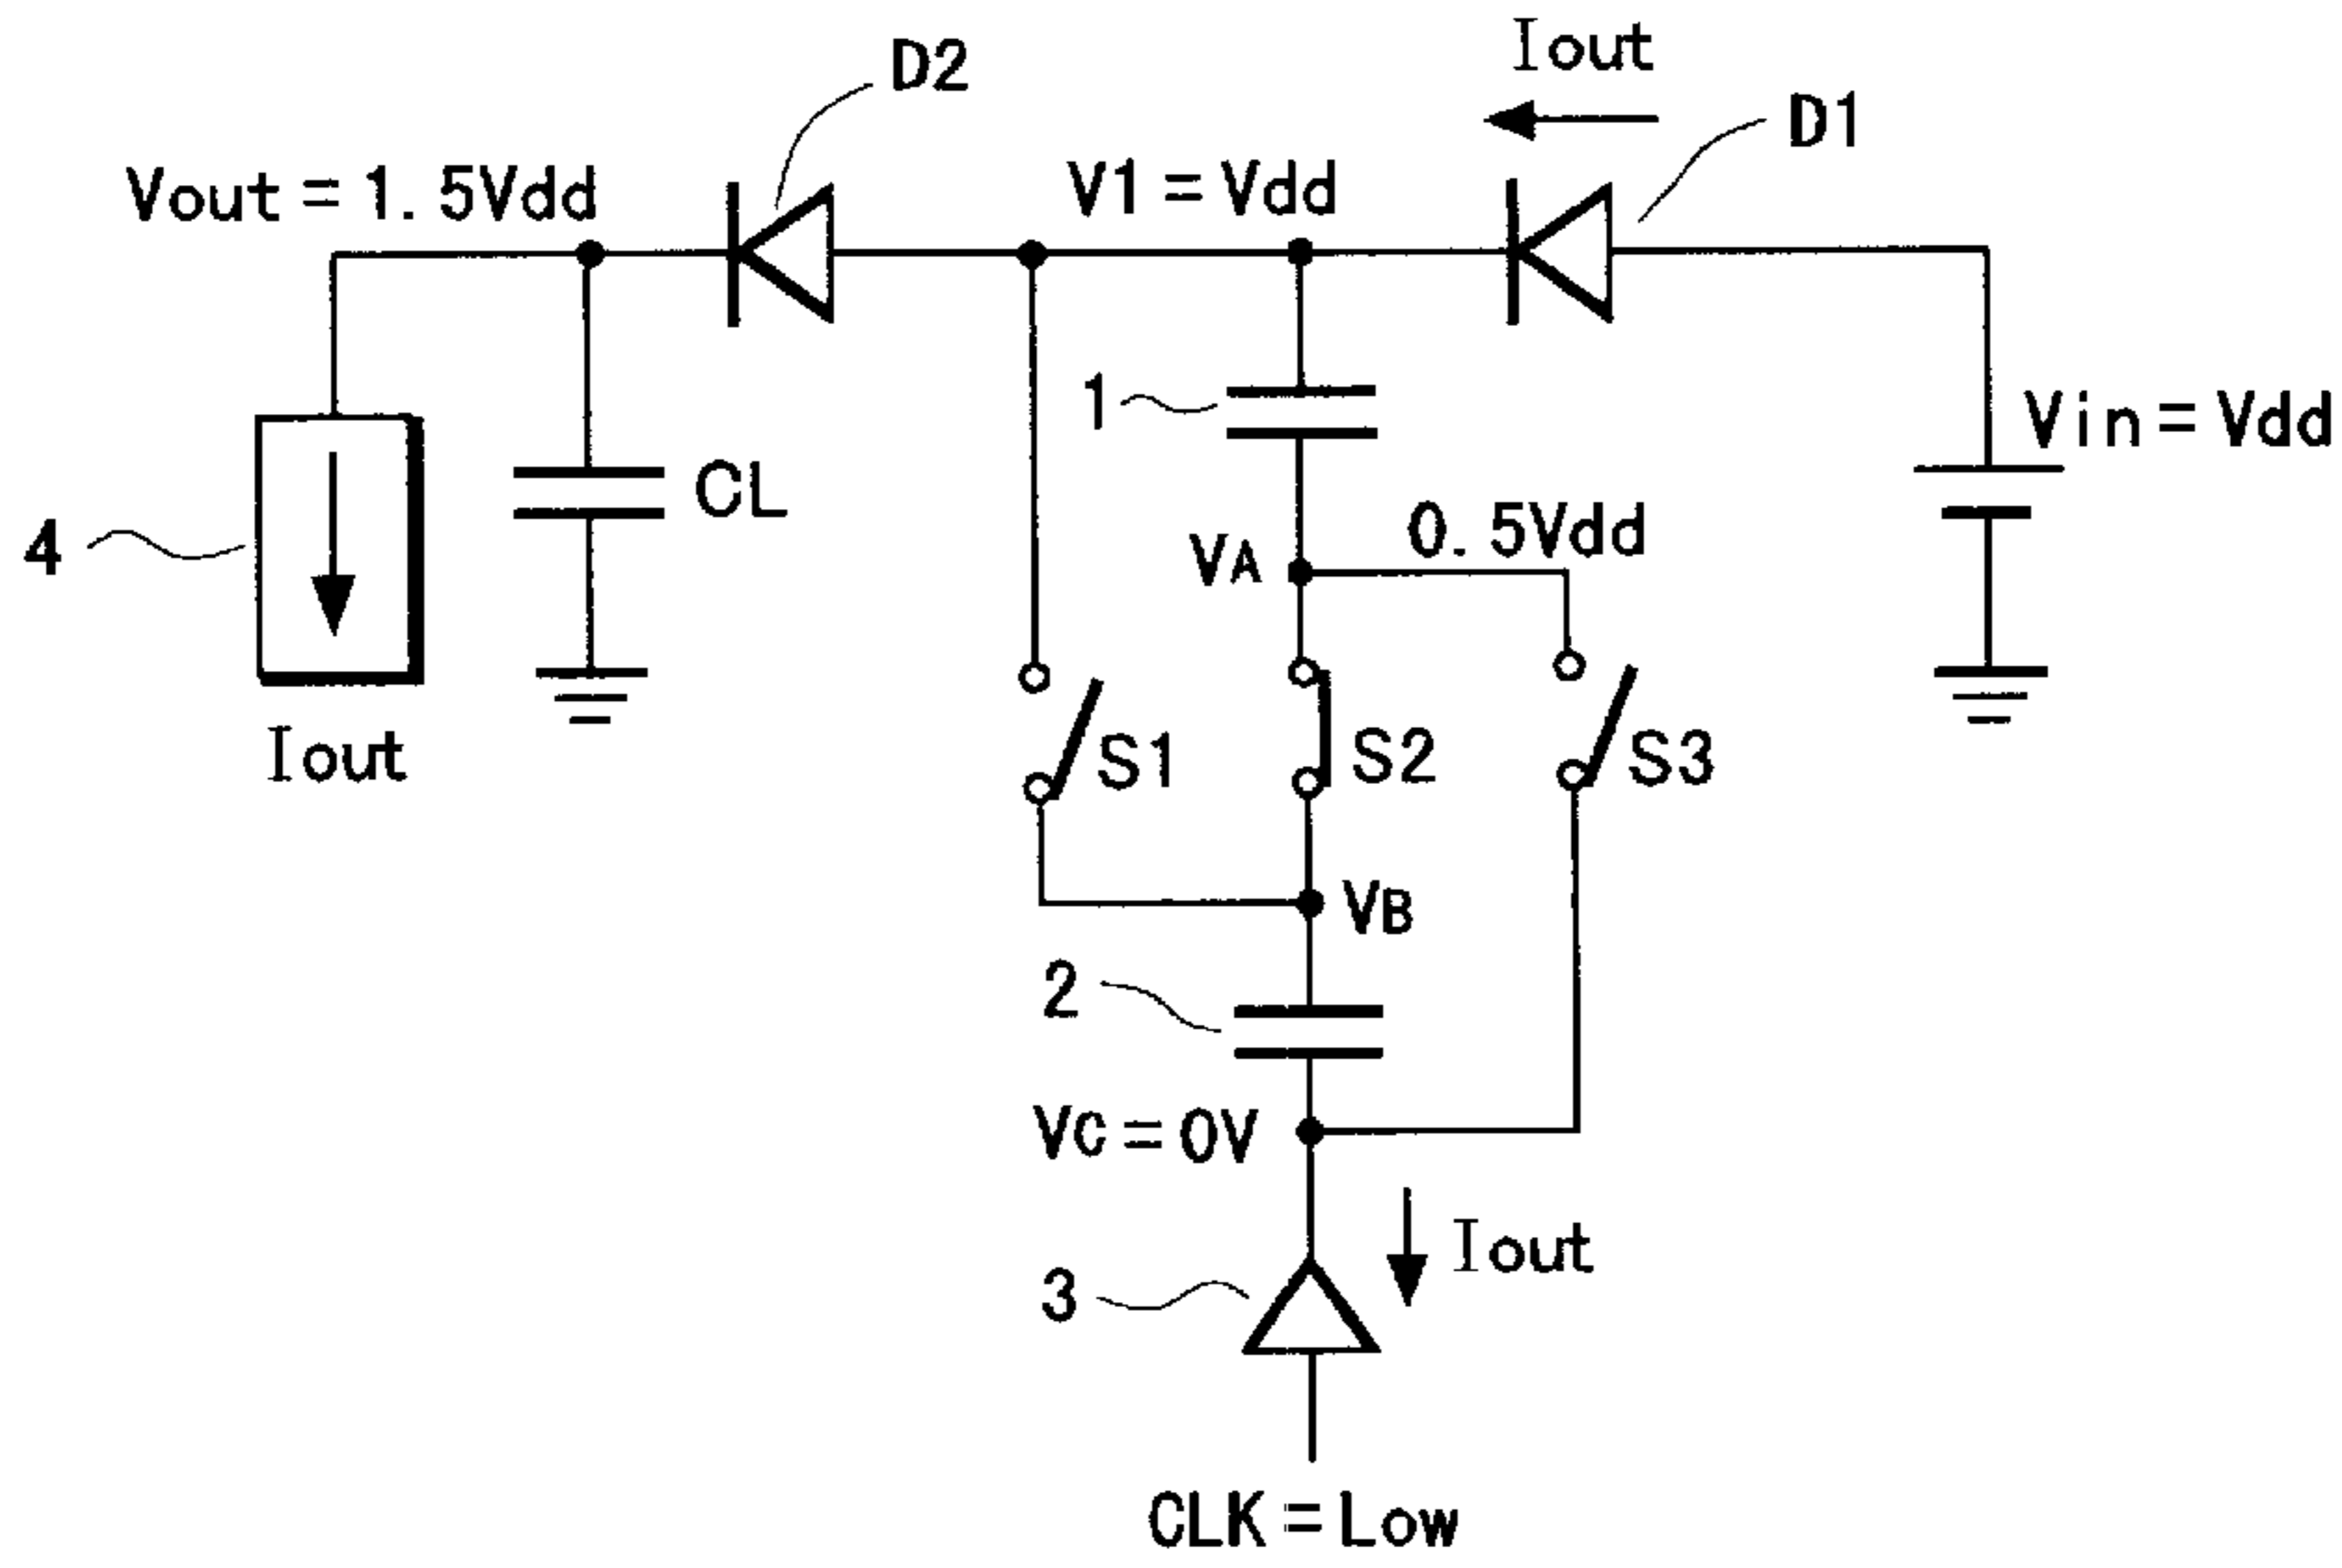 Iout
D2
D1
Vout=1.5Vdd
V1=Vdd
1
Vin=Vdd
CL
0.5Vdd
VA
4
S1
S2
S3
Iout
VB
2
VC=0V
Iout
3
CLK=Low